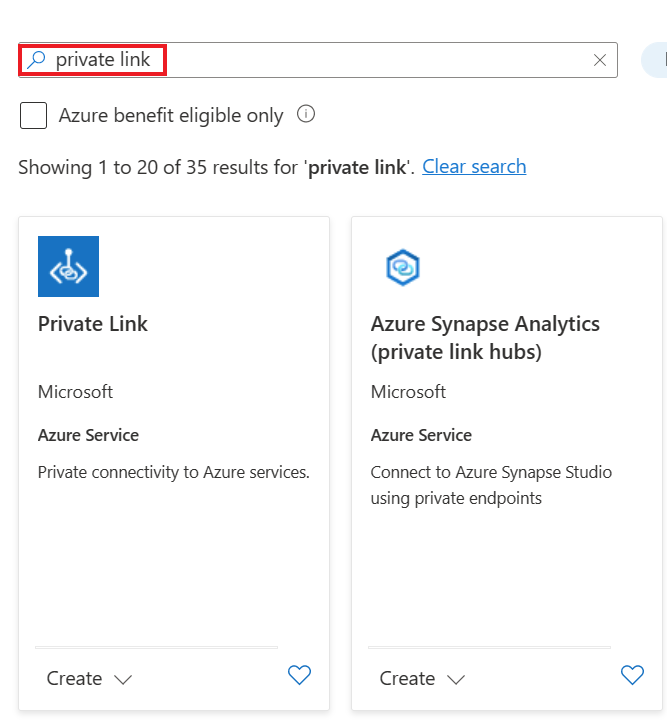 private link
Azure benefit eligible only
Showing 1 to 20 of 35 results for 'private link'. Clear search
Private Link
Microsoft
Azure Service
Private connectivity to Azure services.
Create
Azure Synapse Analytics
(private link hubs)
Microsoft
Azure Service
Connect to Azure Synapse Studio
using private endpoints
Create